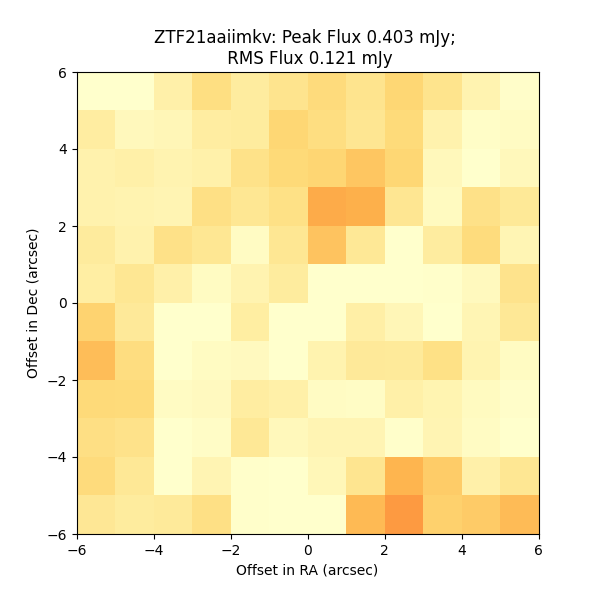 ZTF21aaiimkv: Peak Flux 0.403 mJy;
RMS Flux 0.121 mJy
6
4
2
0
−2
−4
−6
Offset in Dec (arcsec)
−6 −4 −2 0 2 4 6
Offset in RA (arcsec)